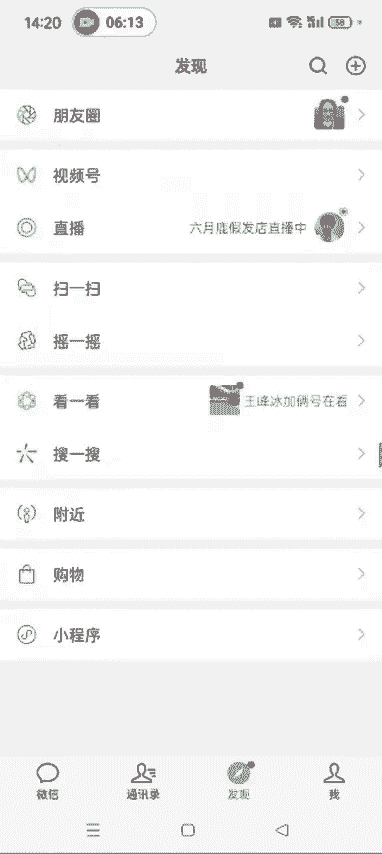 14:20 06:13 58
发现
朋友圈
视频号
直播 六月鹿假发店直播中
扫一扫
摇一摇
看一看 王峰冰加俩号在看
搜一搜
附近
购物
小程序
微信 通讯录 发现 我